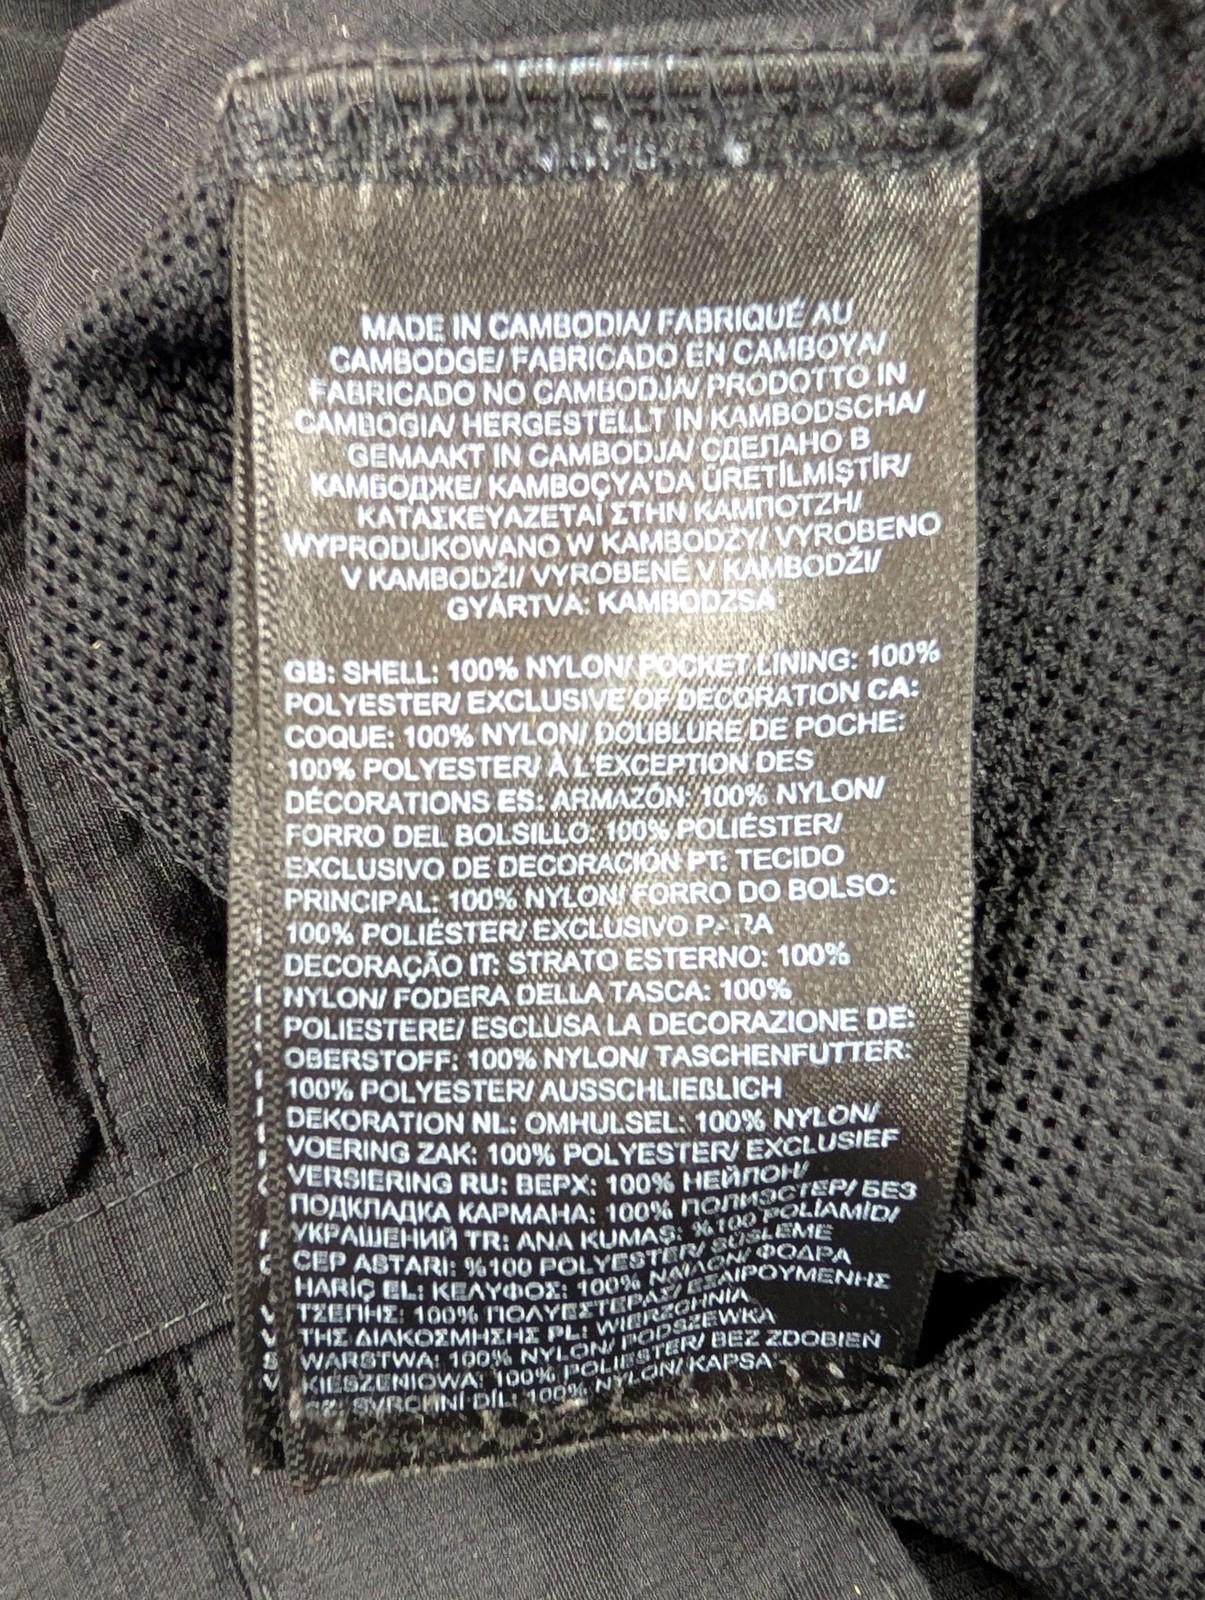 MADE IN CAMBODIA/ FABRIQUÉ AU
CAMBODGE/ FABRICADO EN CAMBOYA/
FABRICADO NO CAMBODJA/ PRODOTTO IN
CAMBOGIA/ HERGESTELLT IN KAMBODSCHA/
GEMAAKT IN CAMBODJA/ СДЕЛАНО В
КАМБОДЖЕ/ KAMBOÇYA'DA ÜRETİLMİŞTİR/
ΚΑΤΑΣΚΕΥΑΖΕΤΑΙ ΣΤΗΝ ΚΑΜΠΟΤΖΗ/
WYPRODUKOWANO W KAMBODŻY/ VYROBENO
V KAMBODŽI/ VYROBENÉ V KAMBODŽI/
GYÁRTVA: KAMBODZSA
GB: SHELL: 100% NYLON/ POCKET LINING: 100%
POLYESTER/ EXCLUSIVE OF DECORATION CA:
COQUE: 100% NYLON/ DOUBLURE DE POCHE:
100% POLYESTER/ À L'EXCEPTION DES
DÉCORATIONS ES: ARMAZÓN: 100% NYLON/
FORRO DEL BOLSILLO: 100% POLIÉSTER/
EXCLUSIVO DE DECORACIÓN PT: TECIDO
PRINCIPAL: 100% NYLON/ FORRO DO BOLSO:
100% POLIÉSTER/ EXCLUSIVO PARA
DECORAÇÃO IT: STRATO ESTERNO: 100%
NYLON/ FODERA DELLA TASCA: 100%
POLIESTERE/ ESCLUSA LA DECORAZIONE DE:
OBERSTOFF: 100% NYLON/ TASCHENFUTTER:
100% POLYESTER/ AUSSCHLIEßLICH
DEKORATION NL: OMHULSEL: 100% NYLON/
VOERING ZAK: 100% POLYESTER/ EXCLUSIEF
VERSIERING RU: ВЕРХ: 100% НЕЙЛОН/
ПОДКЛАДКА КАРМАНА: 100% ПОЛИЭСТЕР/ БЕЗ
УКРАШЕНИЙ TR: ANA KUMAŞ: %100 POLİAMİD/
CEP ASTARI: %100 POLYESTER/ SÜSLEME
HARİÇ EL: ΚΕΛΥΦΟΣ: 100% ΝΑΙΛΟΝ/ ΦΟΔΡΑ
ΤΣΕΠΗΣ: 100% ΠΟΛΥΕΣΤΕΡΑΣ/ ΕΞΑΙΡΟΥΜΕΝΗΣ
ΤΗΣ ΔΙΑΚΟΣΜΗΣΗΣ PL: WIERZCHNIA
WARSTWA: 100% NYLON/ PODSZEWKA
KIESZENIOWA: 100% POLIESTER/ BEZ ZDOBIEŃ
SVRCHNÍ DÍL: 100% NYLON/ KAPSA